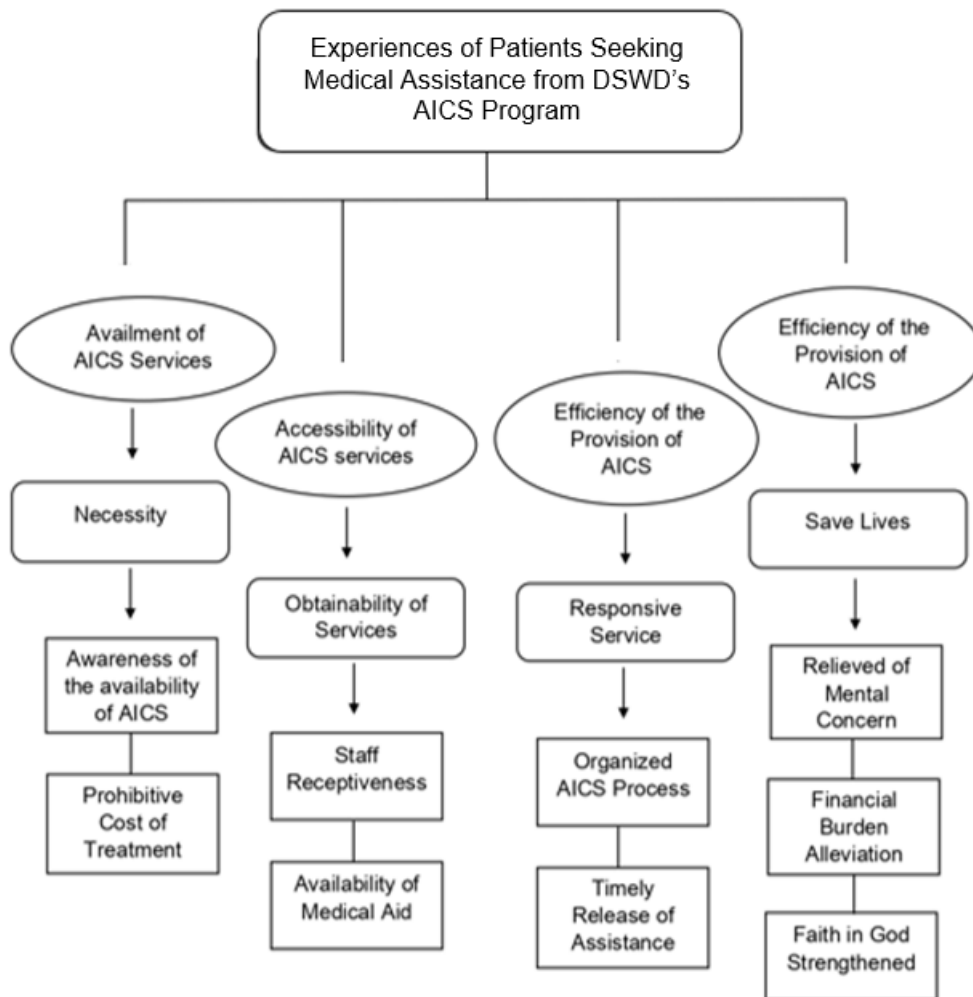 Experiences of Patients Seeking
Medical Assistance from DSWD's
AICS Program
Availment of
AICS Services
Necessity
Awareness of
the availability
of AICS
Prohibitive
Cost of
Treatment
Accessibility of
AICS services
Obtainability of
Services
Staff
Receptiveness
Availability of
Medical Aid
Efficiency of the
Provision of
AICS
Responsive
Service
Organized
AICS Process
Timely
Release of
Assistance
Efficiency of the
Provision of
AICS
Save Lives
Relieved of
Mental
Concern
Financial
Burden
Alleviation
Faith in God
Strengthened